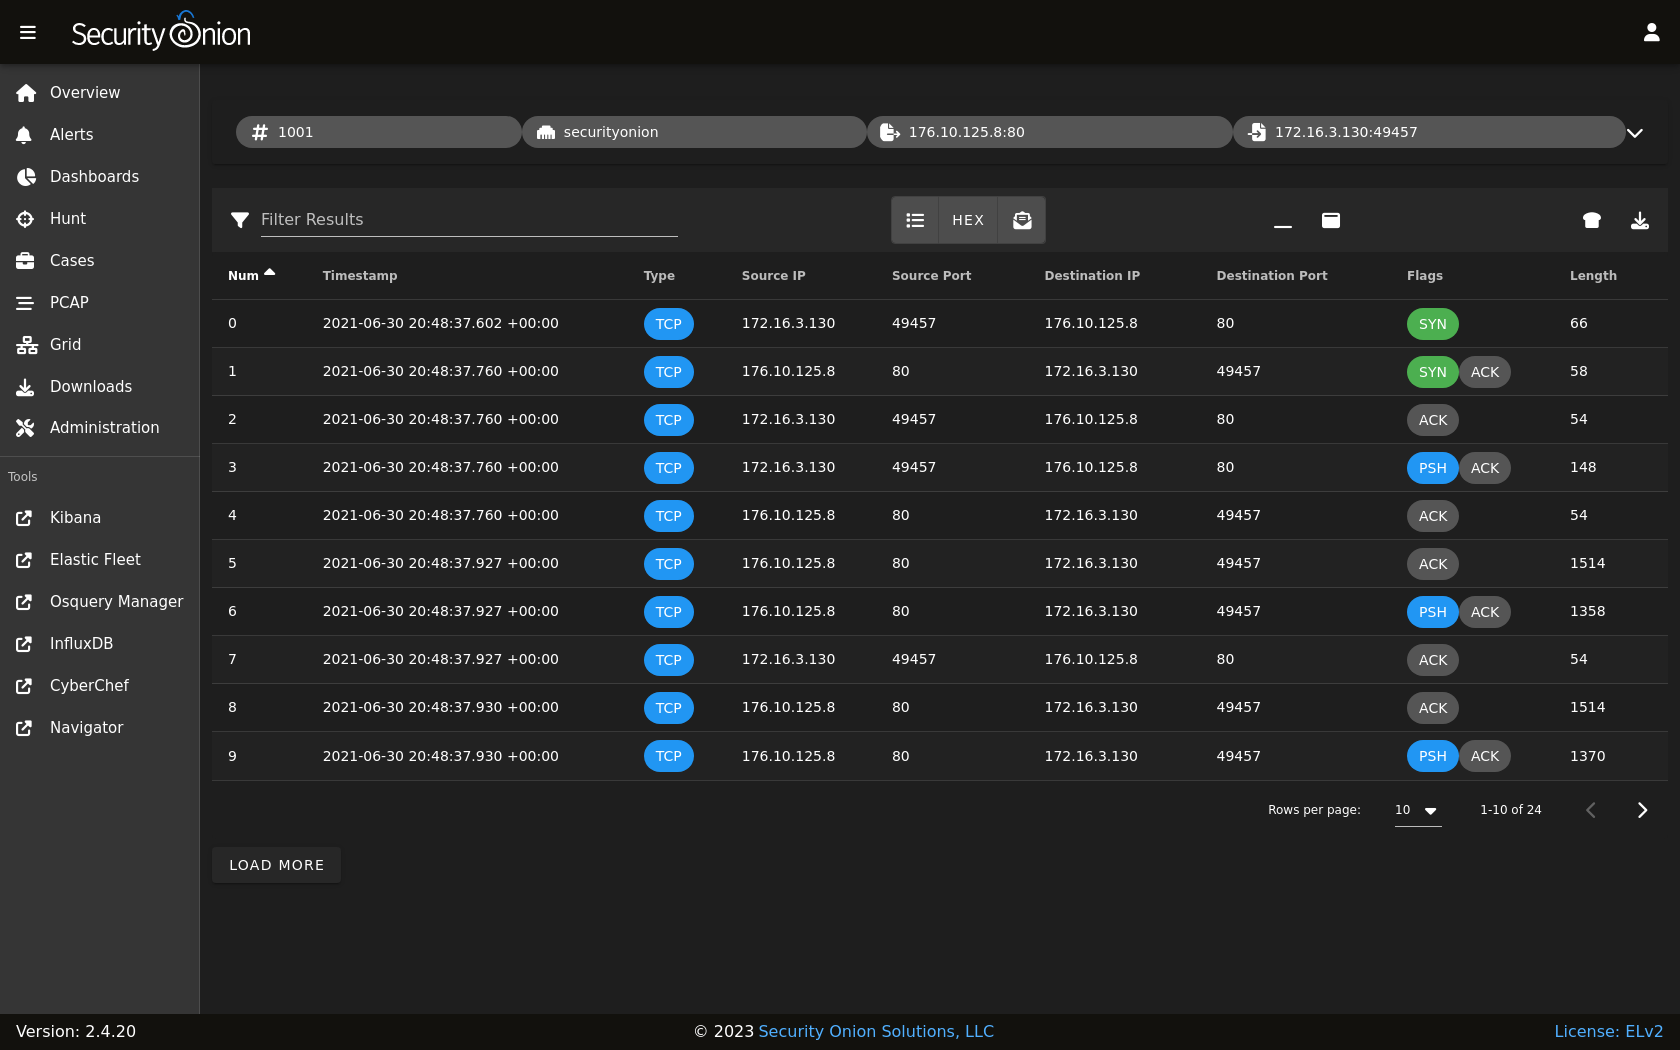 Security Onion
Overview
Alerts
Dashboards
Hunt
Cases
PCAP
Grid
Downloads
Administration
Tools
Kibana
Elastic Fleet
Osquery Manager
InfluxDB
CyberChef
Navigator
1001 securityonion 176.10.125.8:80 172.16.3.130:49457
Filter Results HEX
Num Timestamp Type Source IP Source Port Destination IP Destination Port Flags Length
0 2021-06-30 20:48:37.602 +00:00 TCP 172.16.3.130 49457 176.10.125.8 80 SYN 66
1 2021-06-30 20:48:37.760 +00:00 TCP 176.10.125.8 80 172.16.3.130 49457 SYN ACK 58
2 2021-06-30 20:48:37.760 +00:00 TCP 172.16.3.130 49457 176.10.125.8 80 ACK 54
3 2021-06-30 20:48:37.760 +00:00 TCP 172.16.3.130 49457 176.10.125.8 80 PSH ACK 148
4 2021-06-30 20:48:37.760 +00:00 TCP 176.10.125.8 80 172.16.3.130 49457 ACK 54
5 2021-06-30 20:48:37.927 +00:00 TCP 176.10.125.8 80 172.16.3.130 49457 ACK 1514
6 2021-06-30 20:48:37.927 +00:00 TCP 176.10.125.8 80 172.16.3.130 49457 PSH ACK 1358
7 2021-06-30 20:48:37.927 +00:00 TCP 172.16.3.130 49457 176.10.125.8 80 ACK 54
8 2021-06-30 20:48:37.930 +00:00 TCP 176.10.125.8 80 172.16.3.130 49457 ACK 1514
9 2021-06-30 20:48:37.930 +00:00 TCP 176.10.125.8 80 172.16.3.130 49457 PSH ACK 1370
Rows per page: 10 1-10 of 24
LOAD MORE
Version: 2.4.20 © 2023 Security Onion Solutions, LLC License: ELv2